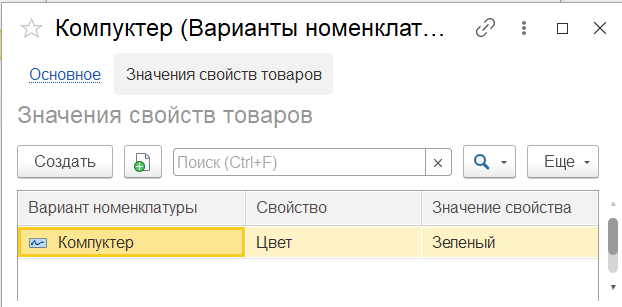 Компуктер (Варианты номенклат...
Основное Значения свойств товаров
Значения свойств товаров
Создать Поиск (Ctrl+F) × Еще
Вариант номенклатуры Свойство Значение свойства
Компуктер Цвет Зеленый